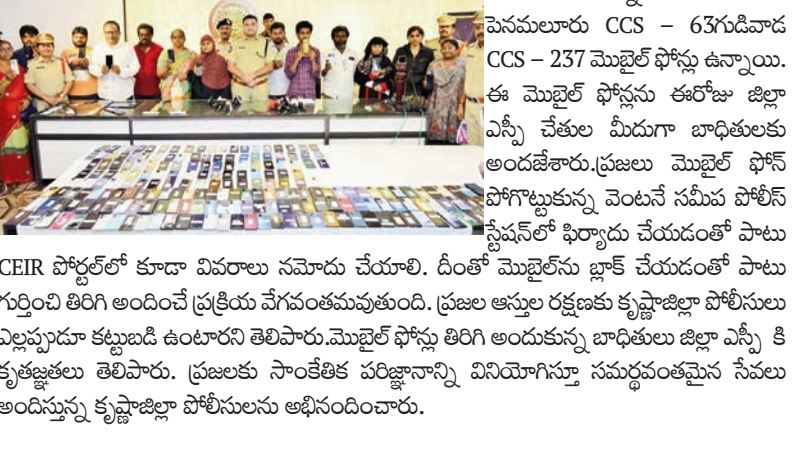 పెనమలూరు CCS – 63గుడివాడ
CCS – 237 మొబైల్ ఫోన్లు ఉన్నాయి.
ఈ మొబైల్ ఫోన్లను ఈరోజు జిల్లా
ఎస్పీ చేతుల మీదుగా బాధితులకు
అందజేశారు.ప్రజలు మొబైల్ ఫోన్
పోగొట్టుకున్న వెంటనే సమీప పోలీస్
స్టేషన్‌లో ఫిర్యాదు చేయడంతో పాటు
CEIR పోర్టల్‌లో కూడా వివరాలు నమోదు చేయాలి. దీంతో మొబైల్‌ను బ్లాక్ చేయడంతో పాటు
గుర్తించి తిరిగి అందించే ప్రక్రియ వేగవంతమవుతుంది. ప్రజల ఆస్తుల రక్షణకు కృష్ణాజిల్లా పోలీసులు
ఎల్లప్పుడూ కట్టుబడి ఉంటారని తెలిపారు.మొబైల్ ఫోన్లు తిరిగి అందుకున్న బాధితులు జిల్లా ఎస్పీ కి
కృతజ్ఞతలు తెలిపారు. ప్రజలకు సాంకేతిక పరిజ్ఞానాన్ని వినియోగిస్తూ సమర్థవంతమైన సేవలు
అందిస్తున్న కృష్ణాజిల్లా పోలీసులను అభినందించారు.